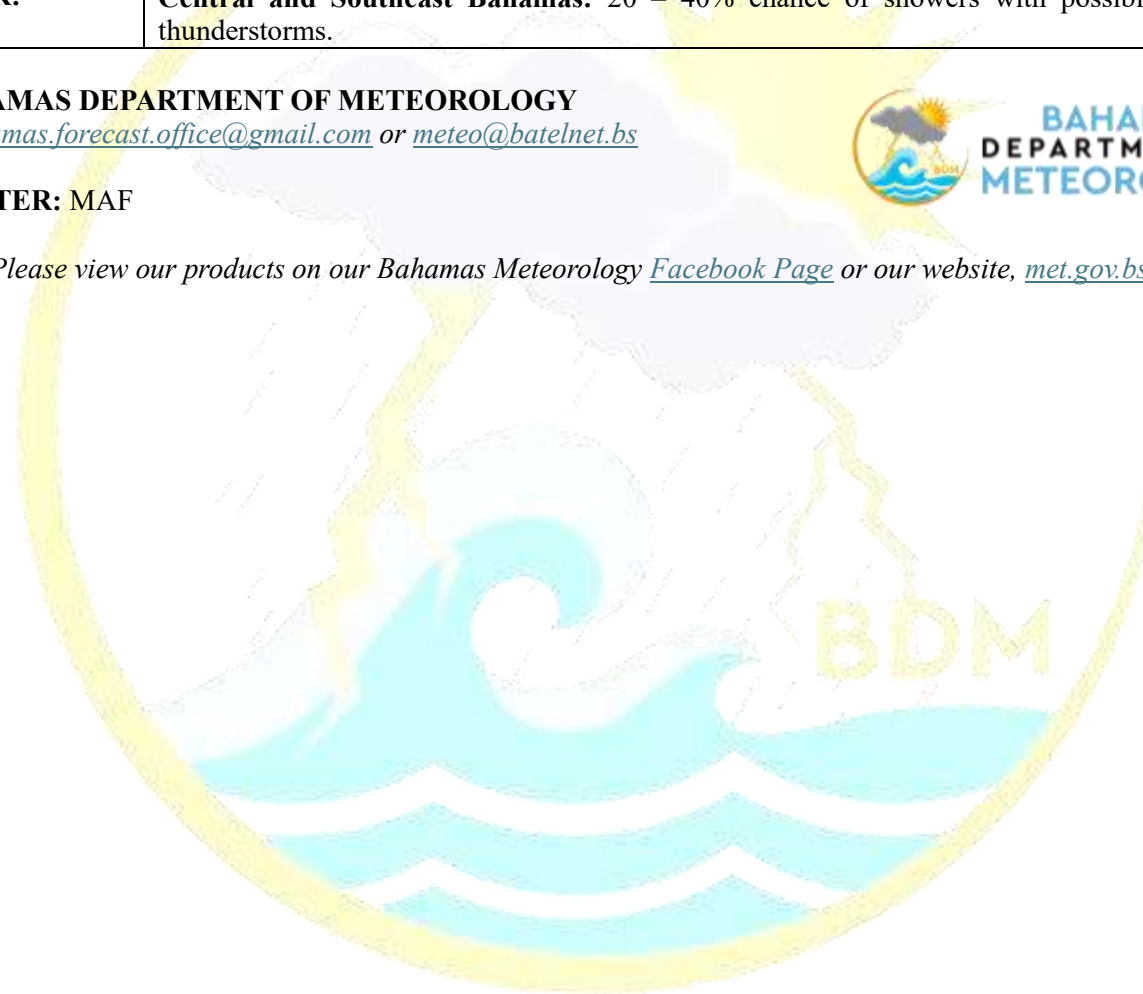 R:
Central and Southeast Bahamas: 20 – 40% chance of showers with possibl
thunderstorms.
AMAS DEPARTMENT OF METEOROLOGY
mas.forecast.office@gmail.com or meteo@batelnet.bs
BAHA
DEPARTM
METEORO
BDM
TER: MAF
Please view our products on our Bahamas Meteorology Facebook Page or our website, met.gov.bs
BDM